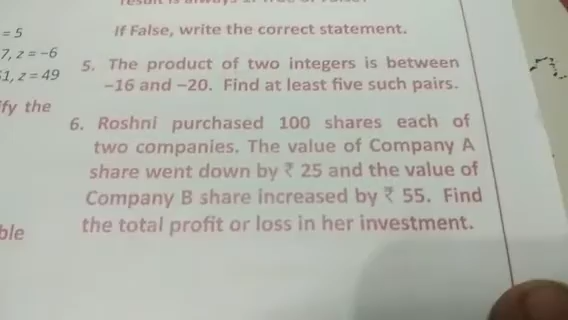 If False, write the correct statement.
= 5
7, z = −6
1, z = 49
5. The product of two integers is between
−16 and −20. Find at least five such pairs.
ify the
6. Roshni purchased 100 shares each of
two companies. The value of Company A
share went down by ₹ 25 and the value of
Company B share increased by ₹ 55. Find
the total profit or loss in her investment.
ble